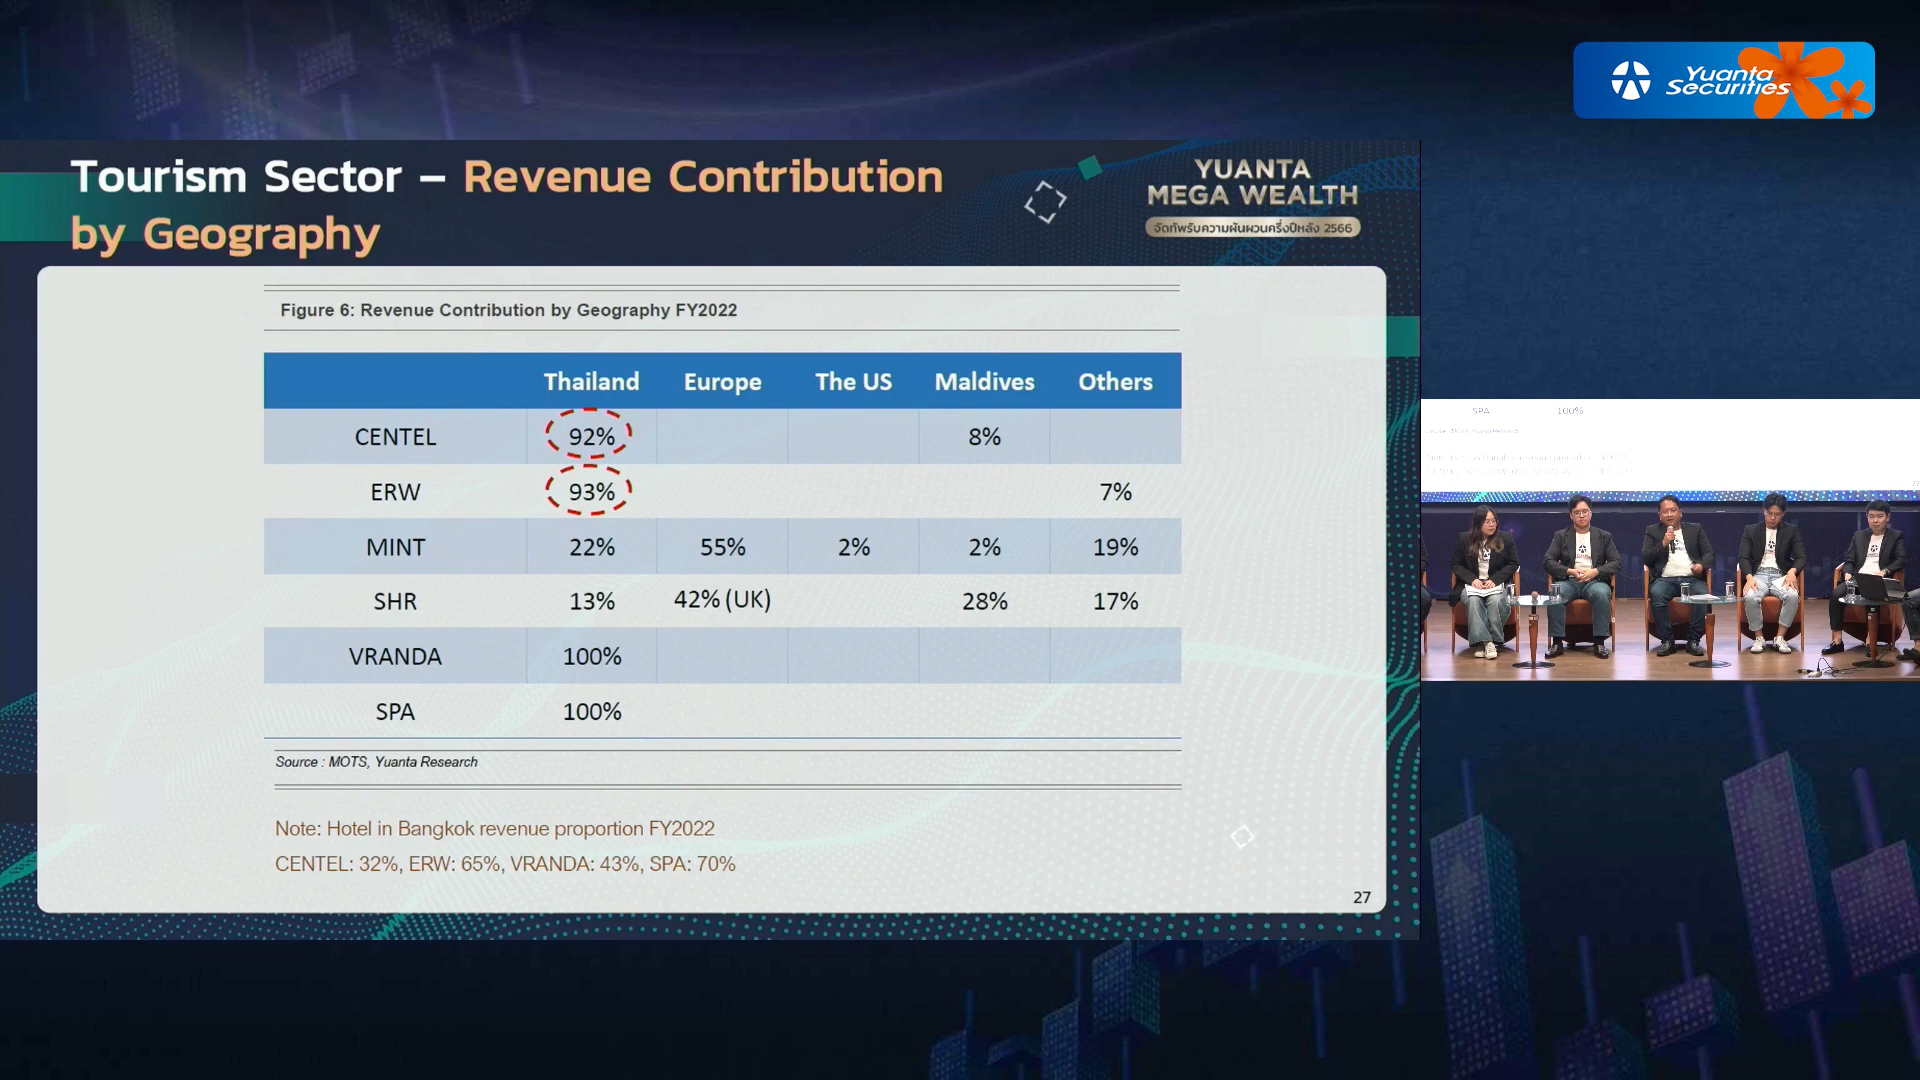 Yuanta
Securities
Tourism Sector – Revenue Contribution
by Geography
YUANTA
MEGA WEALTH
จัดทัพรับความผันผวนครึ่งปีหลัง 2566
Figure 6: Revenue Contribution by Geography FY2022
Thailand Europe The US Maldives Others
CENTEL 92% 8%
ERW 93% 7%
MINT 22% 55% 2% 2% 19%
SHR 13% 42% (UK) 28% 17%
VRANDA 100%
SPA 100%
Source : MOTS, Yuanta Research
Note: Hotel in Bangkok revenue proportion FY2022
CENTEL: 32%, ERW: 65%, VRANDA: 43%, SPA: 70%
27
SPA 100%